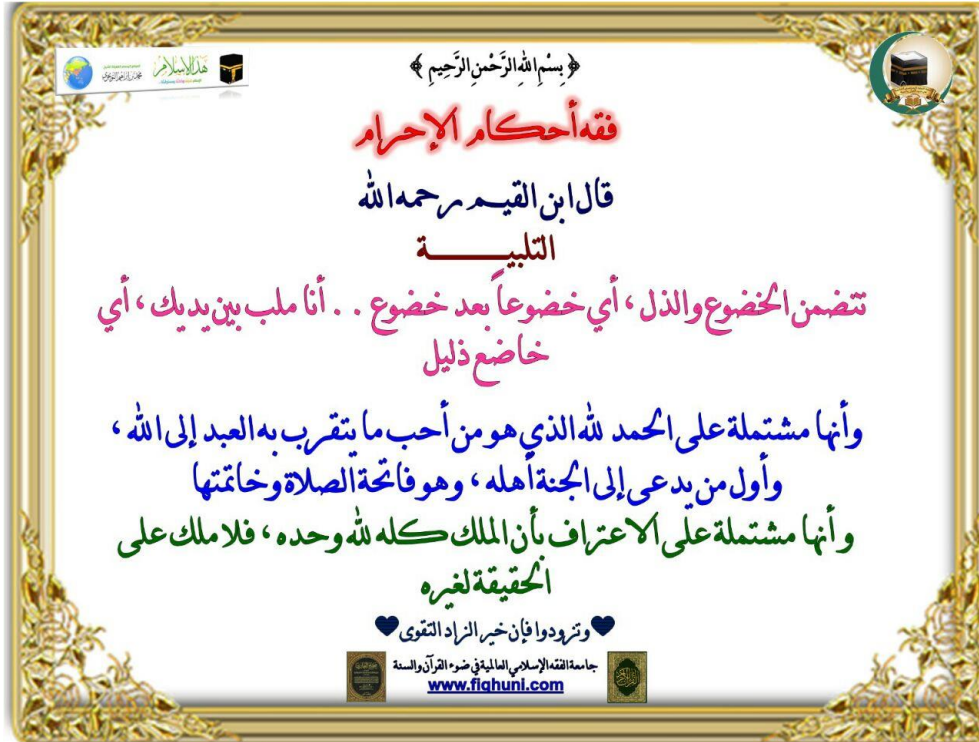 ﴿ بِسْمِ اللهِ الرَّحْمنِ الرَّحِيمِ ﴾
هذا الإسلام
فقه أحكام الإحرام
قال ابن القيم رحمه الله
التلبيـــــــة
تتضمن الخضوع والذل ، أي خضوعاً بعد خضوع . . أنا ملب بين يديك ، أي
خاضع ذليل
وأنها مشتملة على الحمد لله الذي هو من أحب ما يتقرب به العبد إلى الله ،
وأول من يدعى إلى الجنة أهله ، وهو فاتحة الصلاة وخاتمتها
وأنها مشتملة على الاعتراف بأن الملك كله لله وحده ، فلا ملك على
الحقيقة لغيره
وتزودوا فإن خير الزاد التقوى
جامعة الفقه الإسلامي العالمية في ضوء القرآن والسنة
www.fiqhuni.com